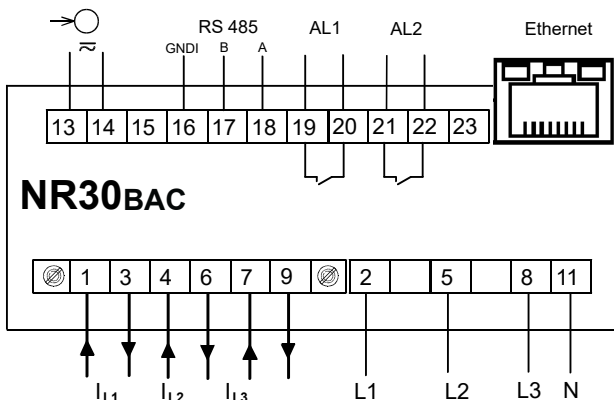 RS 485 AL1 AL2 Ethernet
GNDI B A
13 14 15 16 17 18 19 20 21 22 23
NR30BAC
1 3 4 6 7 9 2 5 8 11
IL1 IL2 IL3 L1 L2 L3 N